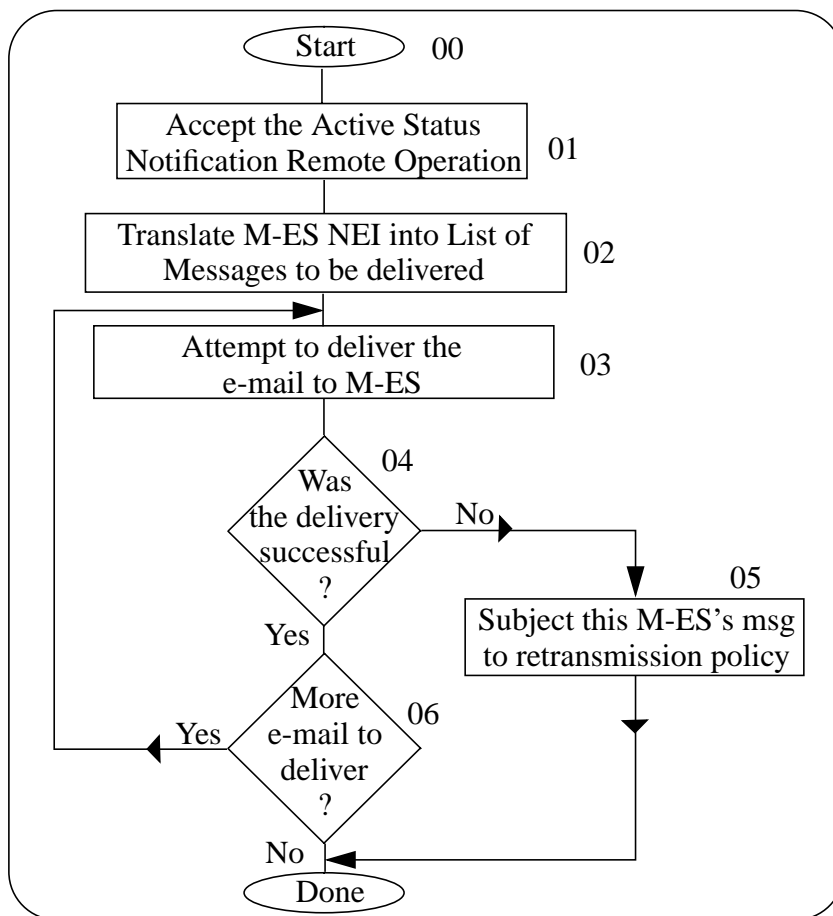 Start
00
Accept the Active Status
Notification Remote Operation
01
Translate M-ES NEI into List of
Messages to be delivered
02
Attempt to deliver the
e-mail to M-ES
03
04
Was
the delivery
successful
?
No
Yes
05
Subject this M-ES’s msg
to retransmission policy
06
More
e-mail to
deliver
?
Yes
No
Done